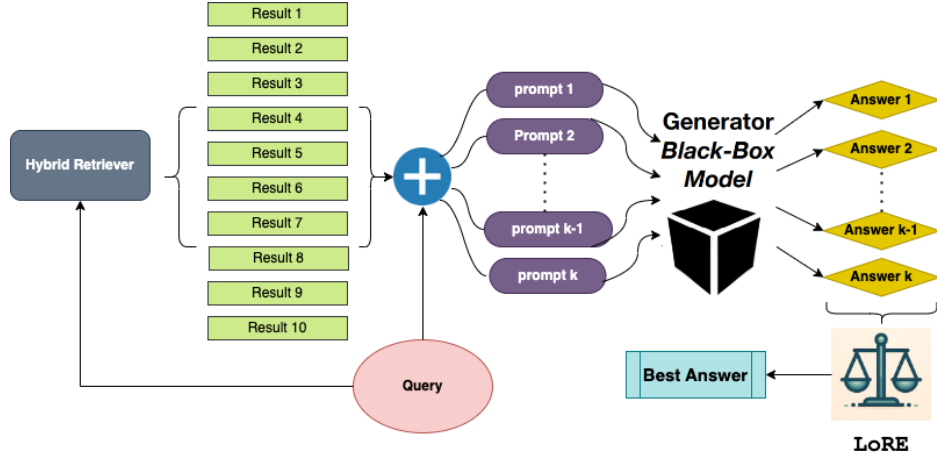 Result 1
Result 2
Result 3
Result 4
Result 5
Result 6
Result 7
Result 8
Result 9
Result 10
Hybrid Retriever
Query
prompt 1
Prompt 2
prompt k-1
prompt k
Generator
Black-Box
Model
Answer 1
Answer 2
Answer k-1
Answer k
LoRE
Best Answer